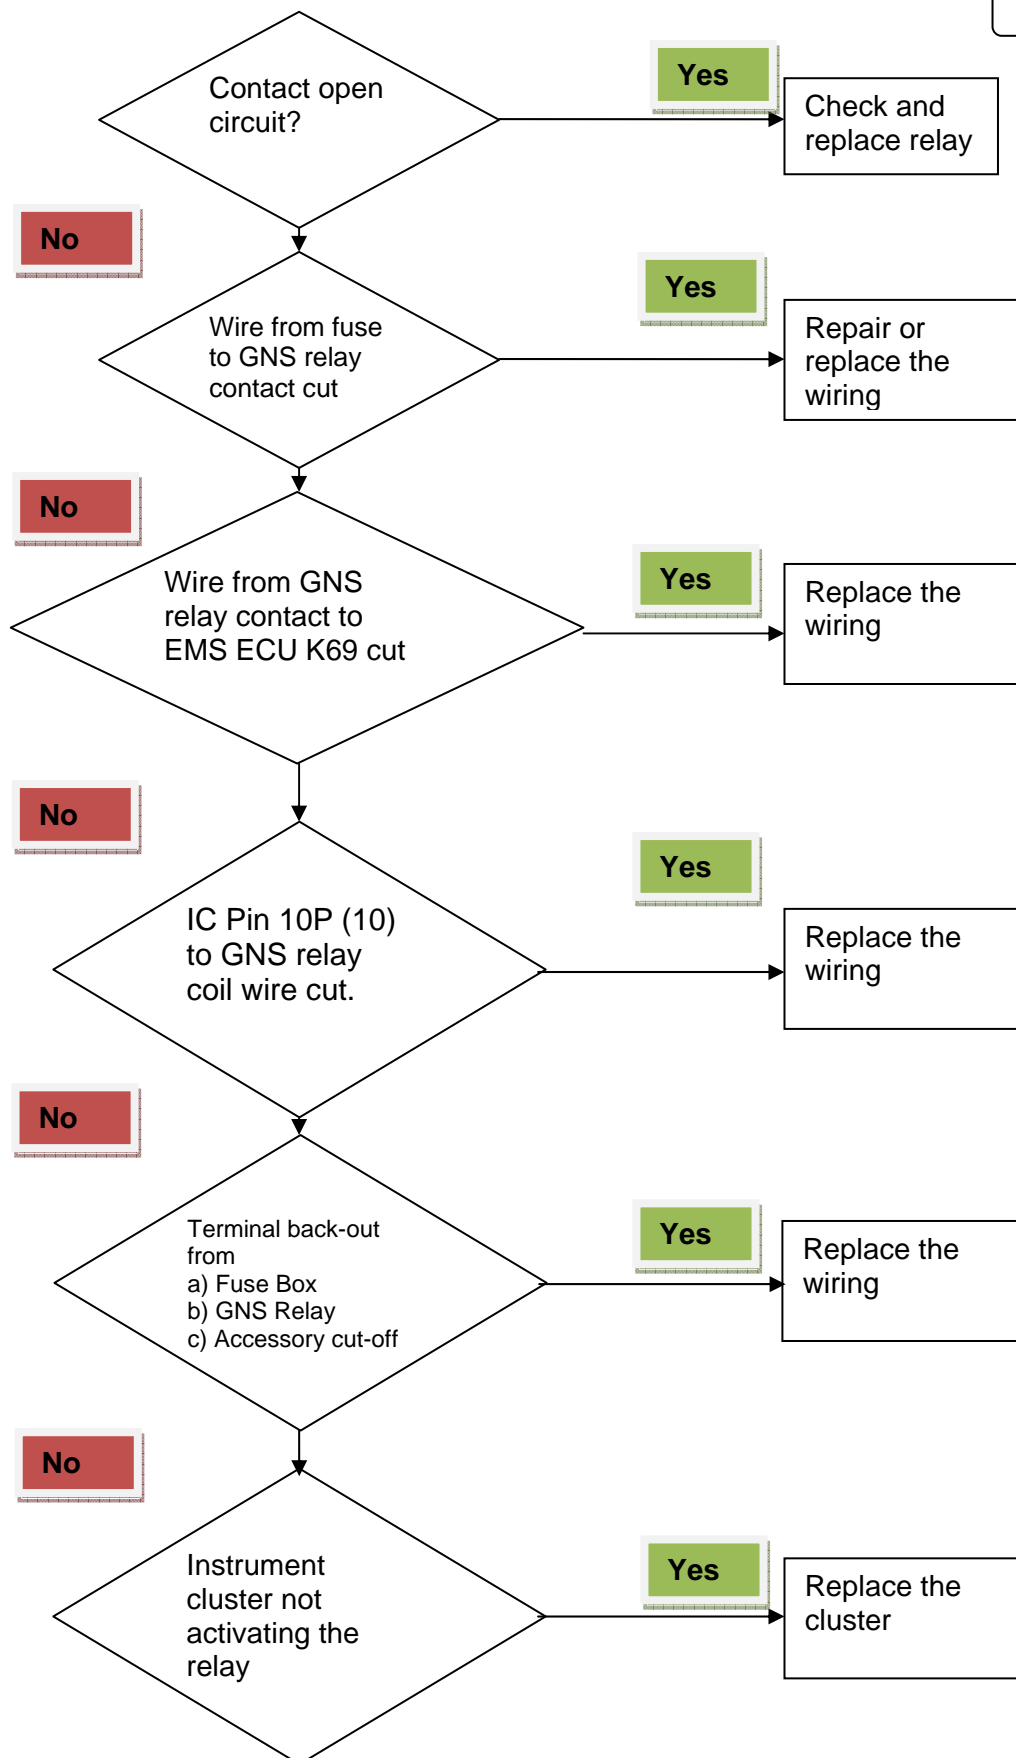 Contact open
circuit?
Yes
Check and
replace relay
No
Wire from fuse
to GNS relay
contact cut
Yes
Repair or
replace the
wiring
No
Wire from GNS
relay contact to
EMS ECU K69 cut
Yes
Replace the
wiring
No
IC Pin 10P (10)
to GNS relay
coil wire cut.
Yes
Replace the
wiring
No
Terminal back-out
from
a) Fuse Box
b) GNS Relay
c) Accessory cut-off
Yes
Replace the
wiring
No
Instrument
cluster not
activating the
relay
Yes
Replace the
cluster